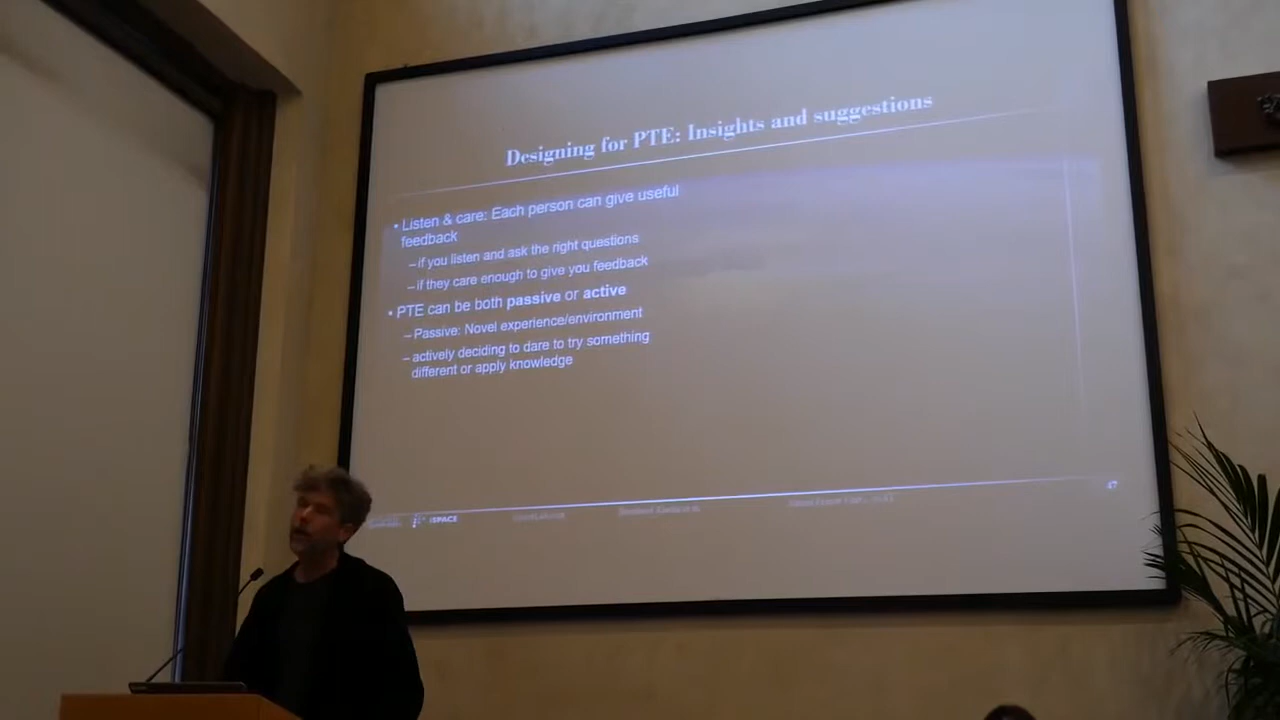 Designing for PTE: Insights and suggestions
• Listen & care: Each person can give useful
feedback
– if you listen and ask the right questions
– if they care enough to give you feedback
• PTE can be both passive or active
– Passive: Novel experience/environment
– actively deciding to dare to try something
different or apply knowledge
47
iSPACE